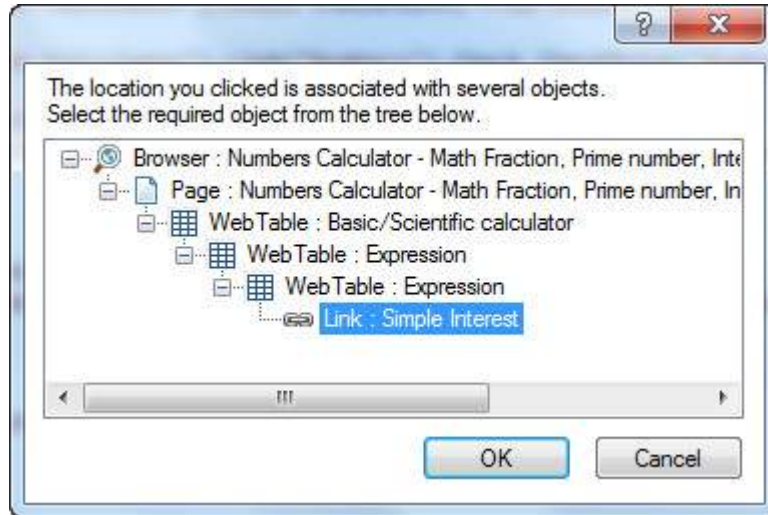 The location you clicked is associated with several objects.
Select the required object from the tree below.
Browser : Numbers Calculator - Math Fraction, Prime number, Inte
Page : Numbers Calculator - Math Fraction, Prime number, In
WebTable : Basic/Scientific calculator
WebTable : Expression
WebTable : Expression
Link : Simple Interest
OK Cancel